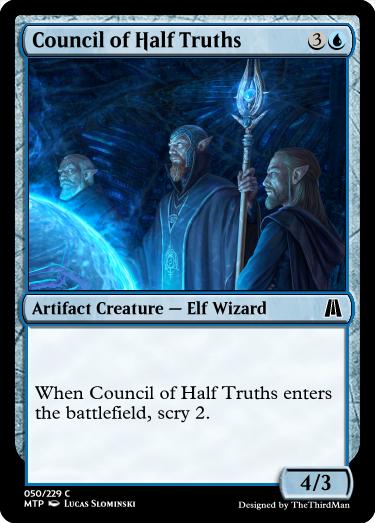 Council of Half Truths 3
Artifact Creature — Elf Wizard
When Council of Half Truths enters
the battlefield, scry 2.
4/3
050/229 C
MTP Lucas Slominski
Designed by TheThirdMan